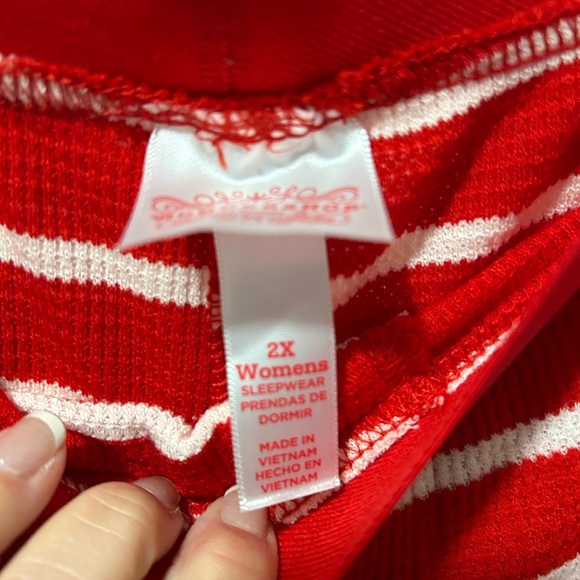 2X
Womens
SLEEPWEAR
PRENDAS DE
DORMIR
MADE IN
VIETNAM
HECHO EN
VIETNAM